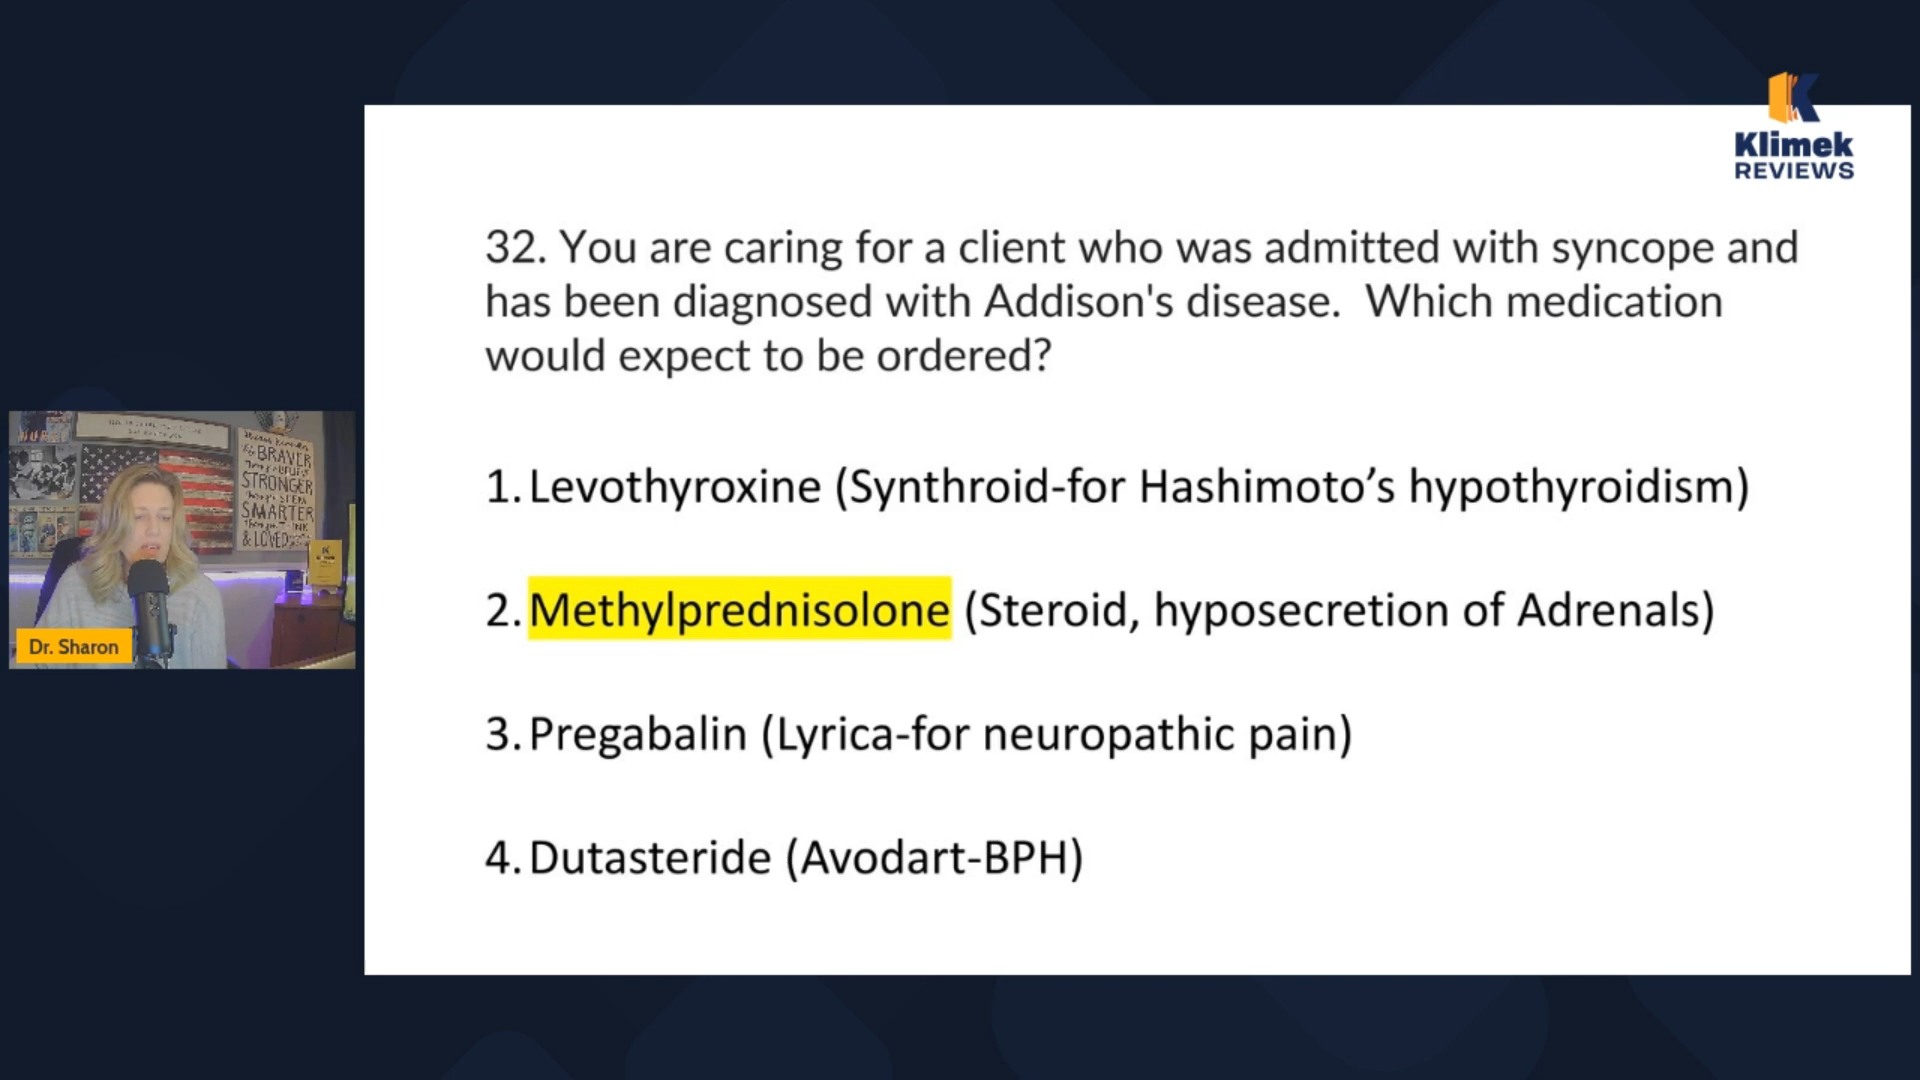 Klimek
REVIEWS
32. You are caring for a client who was admitted with syncope and
has been diagnosed with Addison's disease.  Which medication
would expect to be ordered?
1. Levothyroxine (Synthroid-for Hashimoto’s hypothyroidism)
2. Methylprednisolone (Steroid, hyposecretion of Adrenals)
3. Pregabalin (Lyrica-for neuropathic pain)
4. Dutasteride (Avodart-BPH)
BRAVER
STRONGER
SMARTER
& LOVED
Dr. Sharon